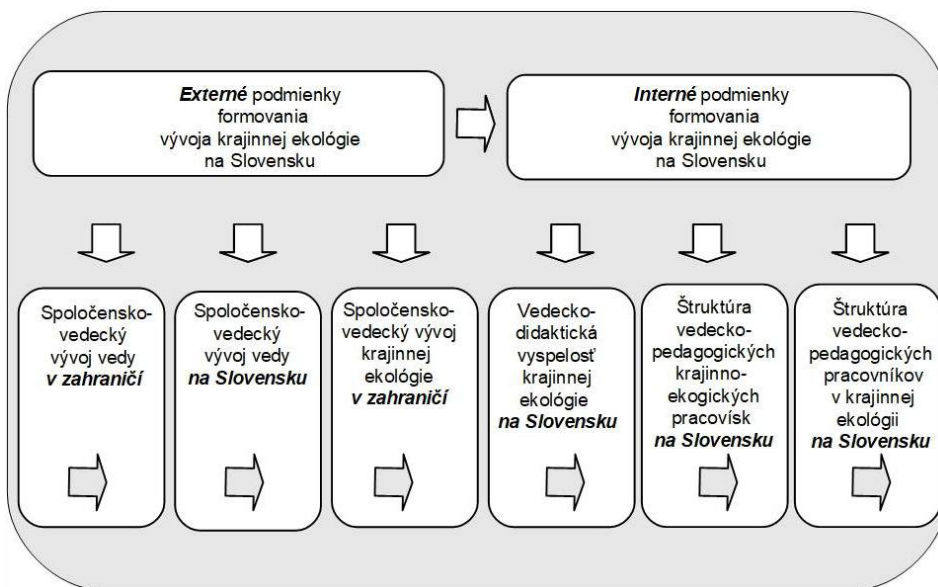 Externé podmienky
formovania
vývoja krajinnej ekológie
na Slovensku
Interné podmienky
formovania
vývoja krajinnej ekológie
na Slovensku
Spoločensko-
vedecký
vývoj vedy
v zahraničí
Spoločensko-
vedecký
vývoj vedy
na Slovensku
Spoločensko-
vedecký vývoj
krajinnej
ekológie
v zahraničí
Vedecko-
didaktická
vyspelosť
krajinnej
ekológie
na Slovensku
Štruktúra
vedecko-
pedagogických
krajinno-
ekogických
pracovísk
na Slovensku
Štruktúra
vedecko-
pedagogických
pracovníkov
v krajinnej
ekológii
na Slovensku